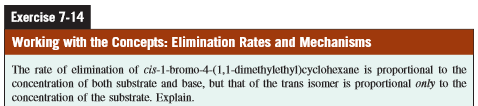 Exercise 7-14
Working with the Concepts: Elimination Rates and Mechanisms
The rate of elimination of cis-1-bromo-4-(1,1-dimethylethyl)cyclohexane is proportional to the
concentration of both substrate and base, but that of the trans isomer is proportional only to the
concentration of the substrate. Explain.